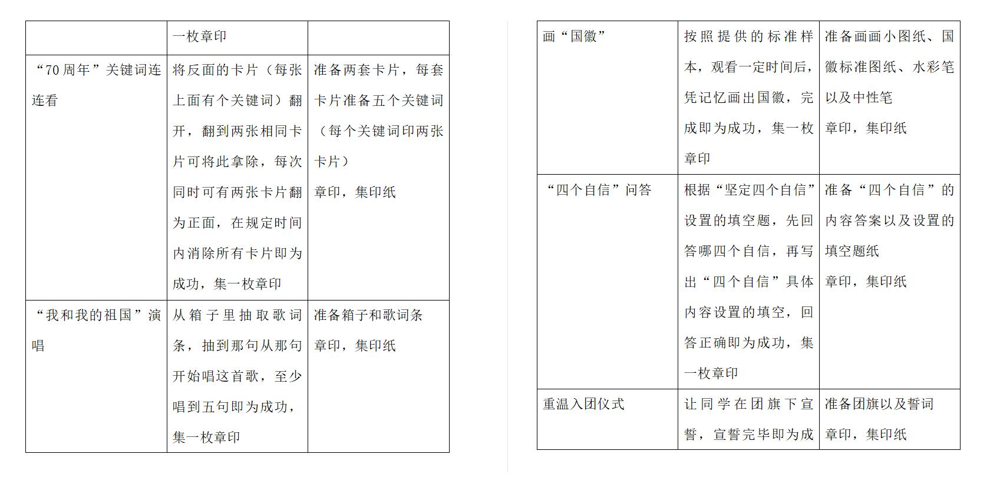 一枚章印
“70 周年”关键词连
连看
将反面的卡片（每张
上面有个关键词）翻
开，翻到两张相同卡
片可将此拿除，每次
同时可有两张卡片翻
为正面，在规定时间
内消除所有卡片即为
成功，集一枚章印
准备两套卡片，每套
卡片准备五个关键词
（每个关键词印两张
卡片）
章印，集印纸
“我和我的祖国”演
唱
从箱子里抽取歌词
条，抽到那句从那句
开始唱这首歌，至少
唱到五句即为成功，
集一枚章印
准备箱子和歌词条
章印，集印纸
画“国徽”
按照提供的标准样
本，观看一定时间后，
凭记忆画出国徽，完
成即为成功，集一枚
章印
准备画画小图纸、国
徽标准图纸、水彩笔
以及中性笔
章印，集印纸
“四个自信”问答
根据“坚定四个自信”
设置的填空题，先回
答哪四个自信，再写
出“四个自信”具体
内容设置的填空，回
答正确即为成功，集
一枚章印
准备“四个自信”的
内容答案以及设置的
填空题纸
章印，集印纸
重温入团仪式
让同学在团旗下宣
誓，宣誓完毕即为成
准备团旗以及誓词
章印，集印纸